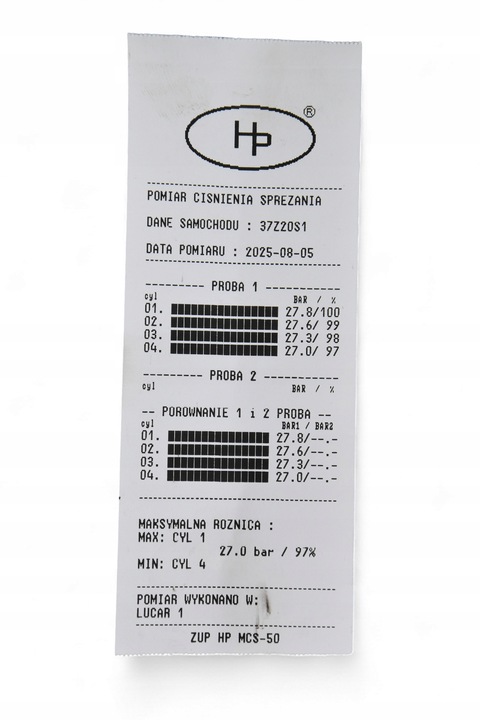 HP ®
POMIAR CISNIENIA SPREZANIA
DANE SAMOCHODU : 37Z20S1
DATA POMIARU : 2025-08-05
PROBA 1
cyl BAR / %
01. 27.8/100
02. 27.6/ 99
03. 27.3/ 98
04. 27.0/ 97
PROBA 2
cyl BAR / %
-- POROWNANIE 1 i 2 PROBA --
cyl BAR1 / BAR2
01. 27.8/--.-
02. 27.6/--.-
03. 27.3/--.-
04. 27.0/--.-
MAKSYMALNA ROZNICA :
MAX: CYL 1
27.0 bar / 97%
MIN: CYL 4
POMIAR WYKONANO W:
LUCAR 1
ZUP HP MCS-50